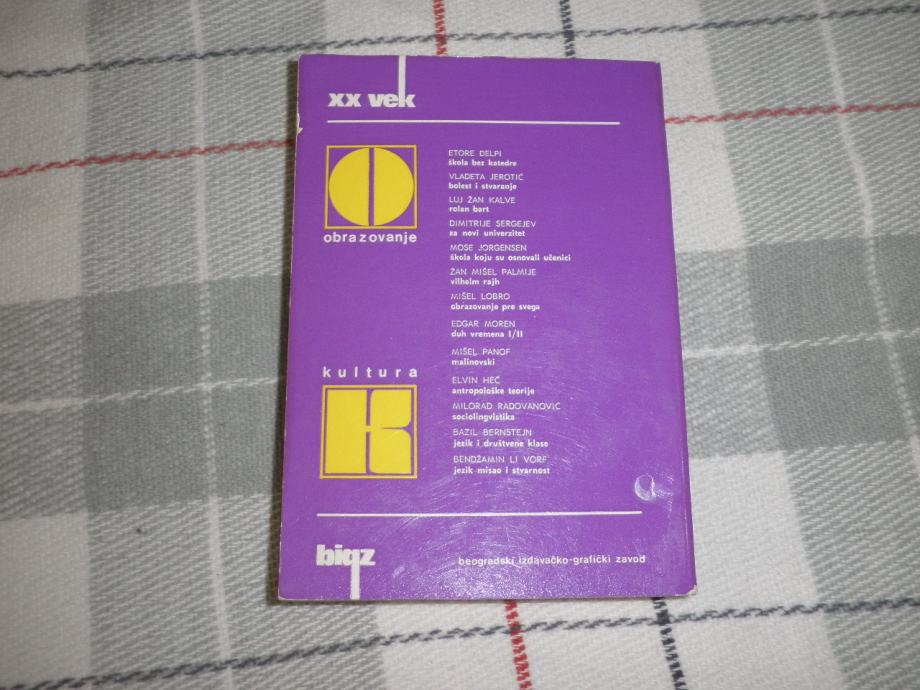 xx vek
obrazovanje
ETORE DELPI
škola bez katedre
VLADETA JEROTIĆ
bolest i stvaranje
LUJ ŽAN KALVE
rolan bart
DIMITRIJE SERGEJEV
za novi univerzitet
MOSE JORGENSEN
škola koju su osnovali učenici
ŽAN MIŠEL PALMIJE
vilhelm rajh
MIŠEL LOBRO
obrazovanje pre svega
EDGAR MOREN
duh vremena I/II
MIŠEL PANOF
malinovski
kultura
ELVIN HEČ
antropološke teorije
MILORAD RADOVANOVIĆ
sociolingvistika
BAZIL BERNSTEJN
jezik i društvene klase
BENDŽAMIN LI VORF
jezik misao i stvarnost
bigz
beogradski izdavačko-grafički zavod